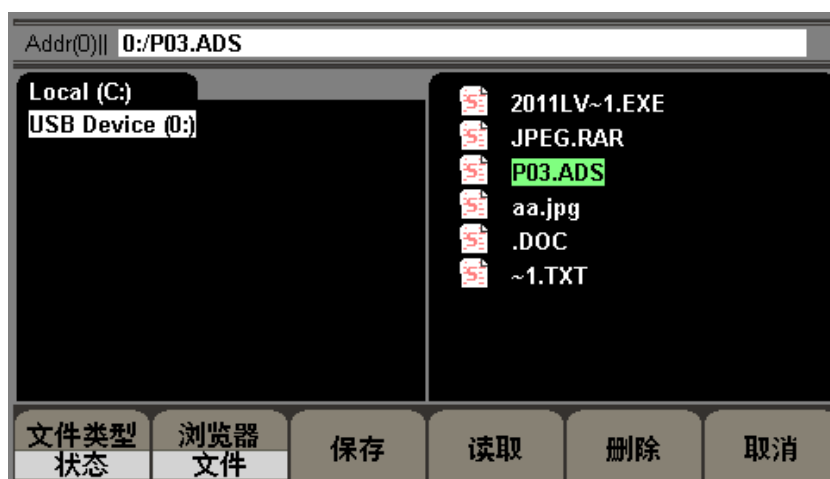 Addr(0)|| 0:/P03.ADS
Local (C:)
USB Device (0:)
2011LV~1.EXE
JPEG.RAR
P03.ADS
aa.jpg
.DOC
~1.TXT
文件类型 浏览器 保存 读取 删除 取消
状态 文件